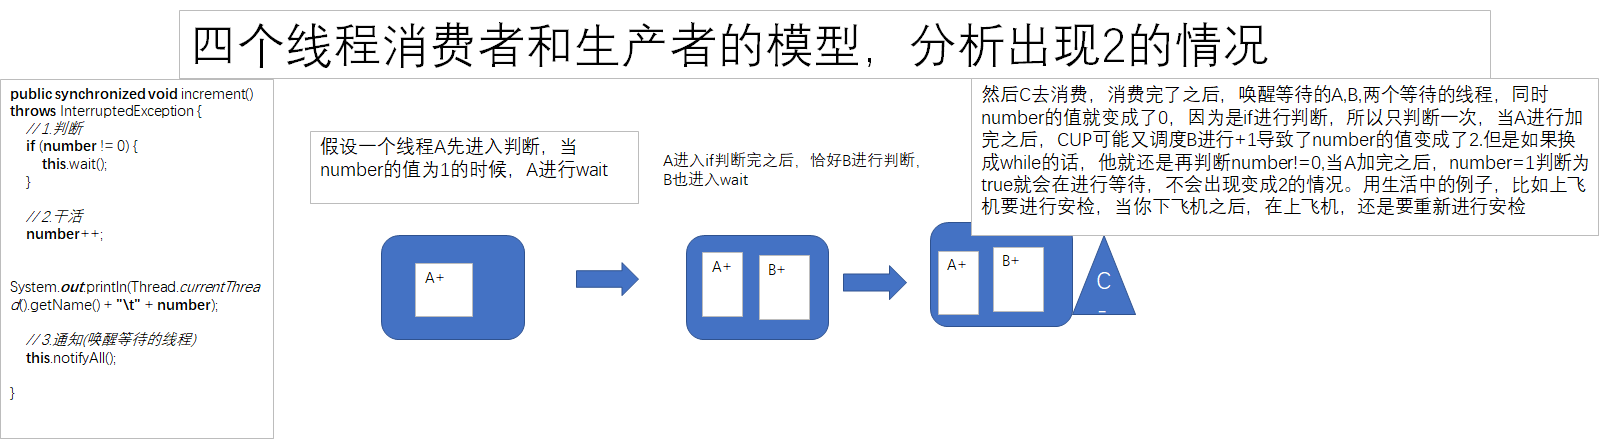 四个线程消费者和生产者的模型，分析出现2的情况
public synchronized void increment()
throws InterruptedException {
// 1.判断
if (number != 0) {
this.wait();
}
// 2.干活
number++;
System.out.println(Thread.currentThrea
d().getName() + "\t" + number);
// 3.通知(唤醒等待的线程)
this.notifyAll();
}
假设一个线程A先进入判断，当
number的值为1的时候，A进行wait
A+
A进入if判断完之后，恰好B进行判断，
B也进入wait
A+
B+
然后C去消费，消费完了之后，唤醒等待的A,B,两个等待的线程，同时
number的值就变成了0，因为是if进行判断，所以只判断一次，当A进行加
完之后，CUP可能又调度B进行+1导致了number的值变成了2.但是如果换
成while的话，他就还是再判断number!=0,当A加完之后，number=1判断为
true就会在进行等待，不会出现变成2的情况。用生活中的例子，比如上飞
机要进行安检，当你下飞机之后，在上飞机，还是要重新进行安检
A+
B+
C
-